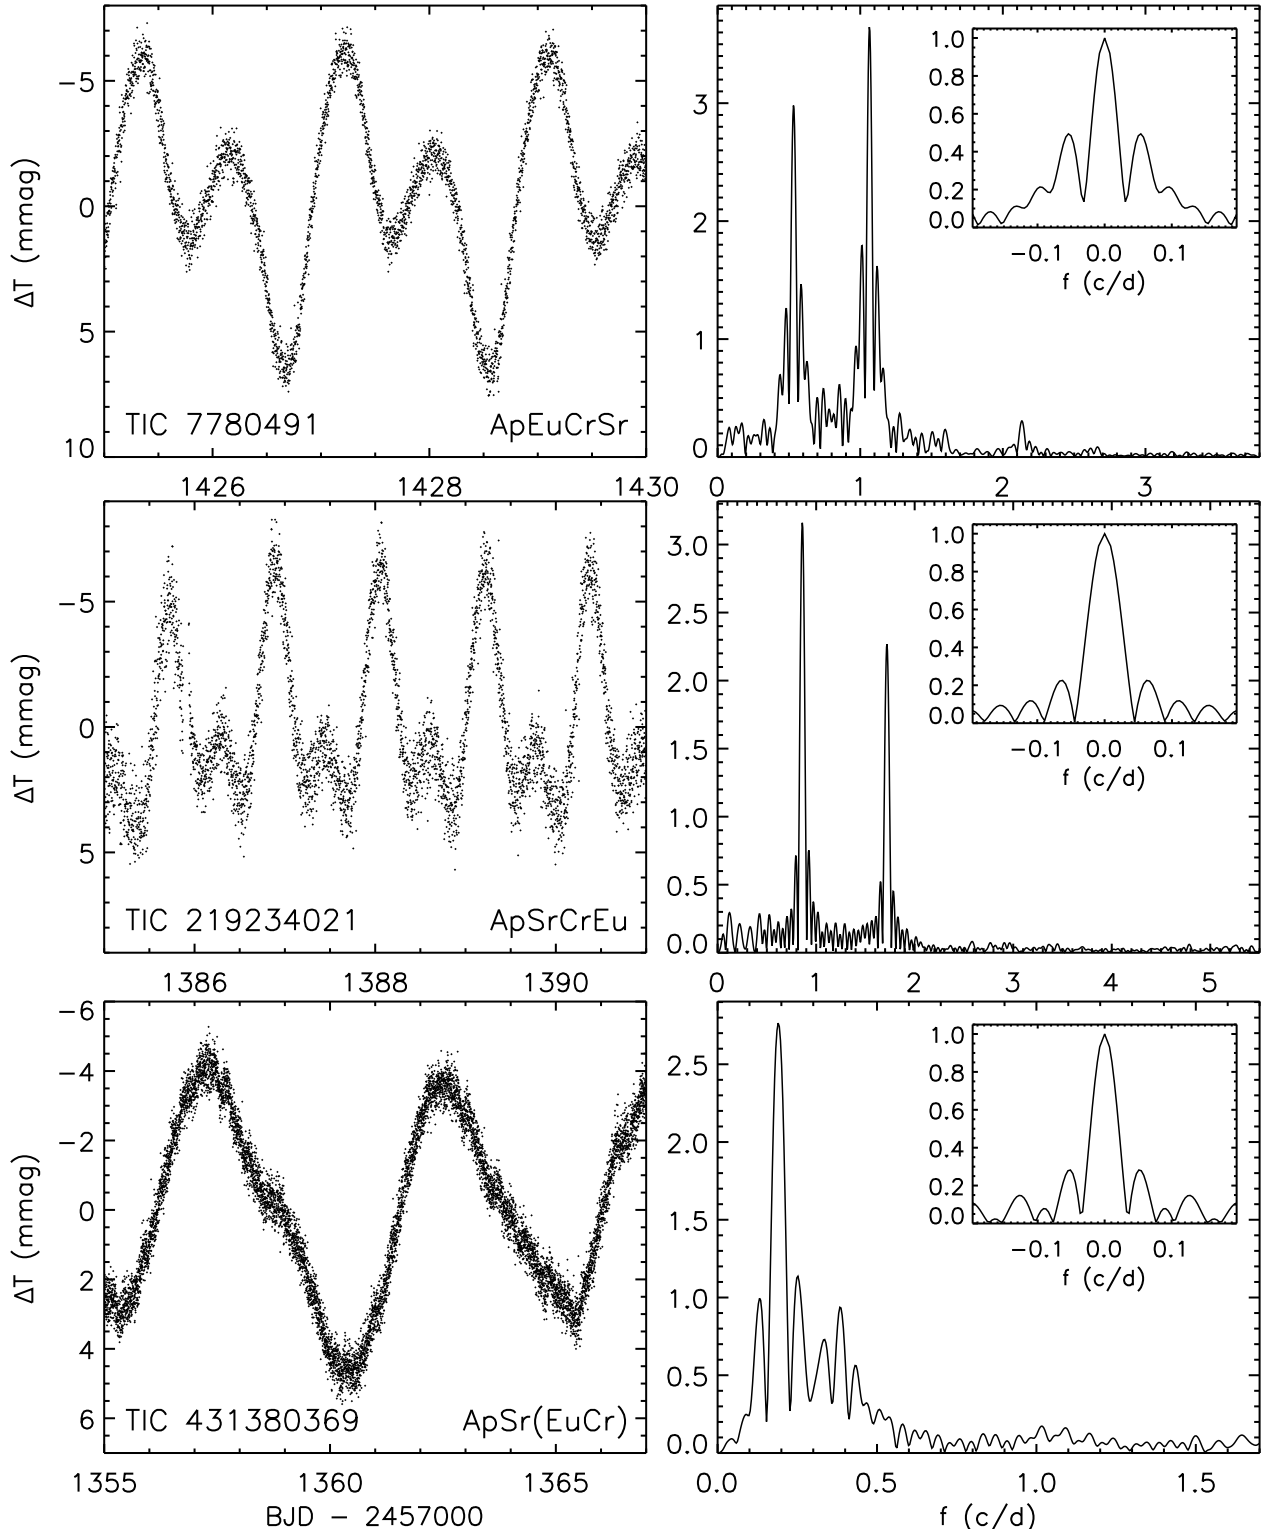 −5
0
5
10
ΔT (mmag)
TIC 7780491 ApEuCrSr
1426 1428 1430
3
2
1
0
0 1 2 3
1.0
0.8
0.6
0.4
0.2
0.0
−0.1 0.0 0.1
f (c/d)
−5
0
5
ΔT (mmag)
TIC 219234021 ApSrCrEu
1386 1388 1390
3.0
2.5
2.0
1.5
1.0
0.5
0.0
0 1 2 3 4 5
1.0
0.8
0.6
0.4
0.2
0.0
−0.1 0.0 0.1
f (c/d)
−6
−4
−2
0
2
4
6
ΔT (mmag)
TIC 431380369 ApSr(EuCr)
1355 1360 1365
BJD − 2457000
2.5
2.0
1.5
1.0
0.5
0.0
0.0 0.5 1.0 1.5
f (c/d)
1.0
0.8
0.6
0.4
0.2
0.0
−0.1 0.0 0.1
f (c/d)